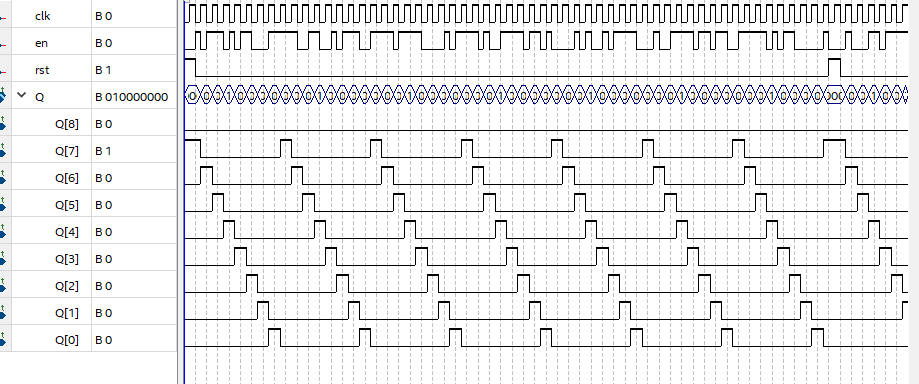 clk B 0
en B 0
rst B 1
Q B 010000000
Q[8] B 0
Q[7] B 1
Q[6] B 0
Q[5] B 0
Q[4] B 0
Q[3] B 0
Q[2] B 0
Q[1] B 0
Q[0] B 0